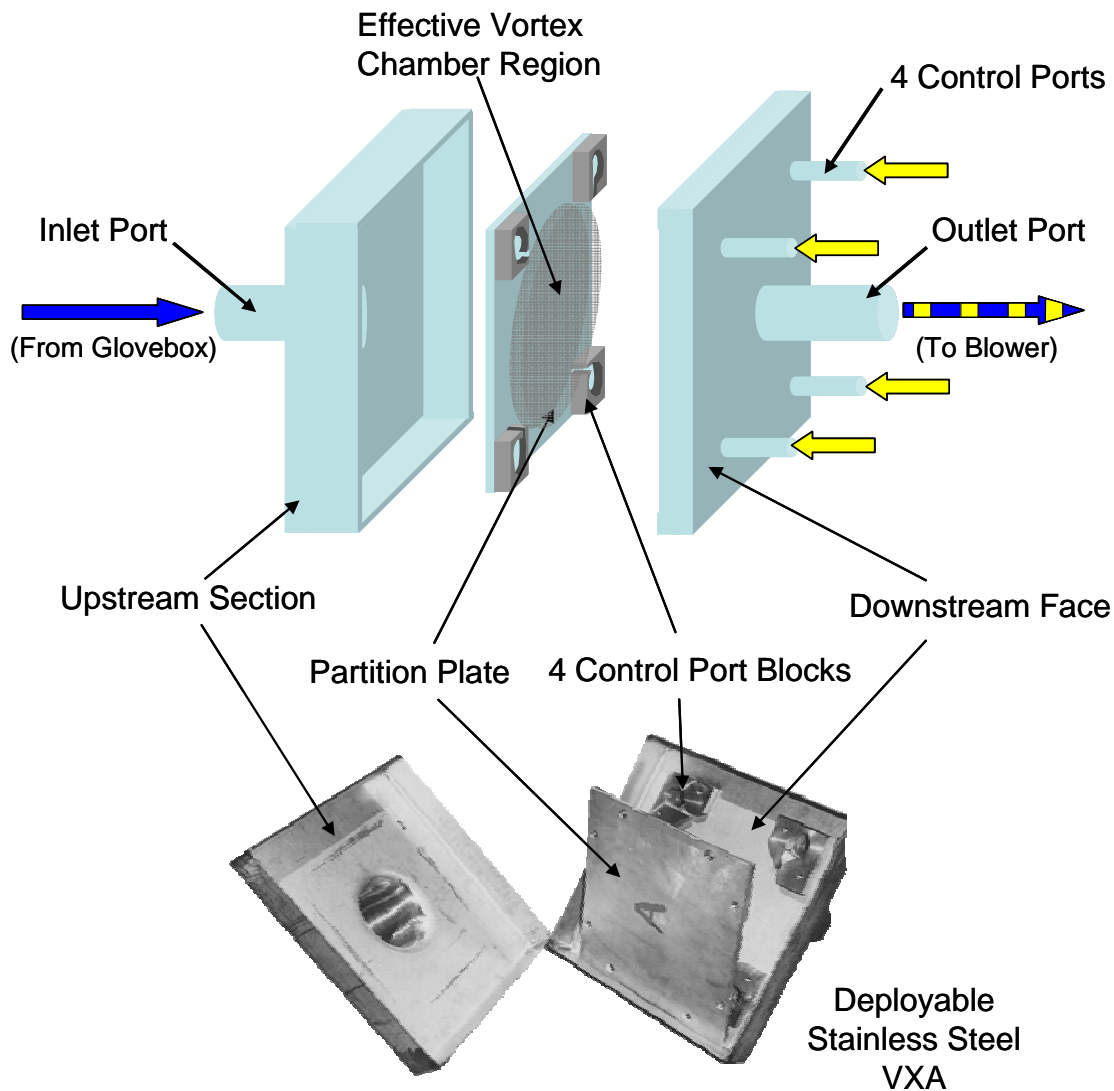 Effective Vortex
Chamber Region
4 Control Ports
Inlet Port
Outlet Port
(From Glovebox)
(To Blower)
Upstream Section
Downstream Face
Partition Plate
4 Control Port Blocks
A
Deployable
Stainless Steel
VXA